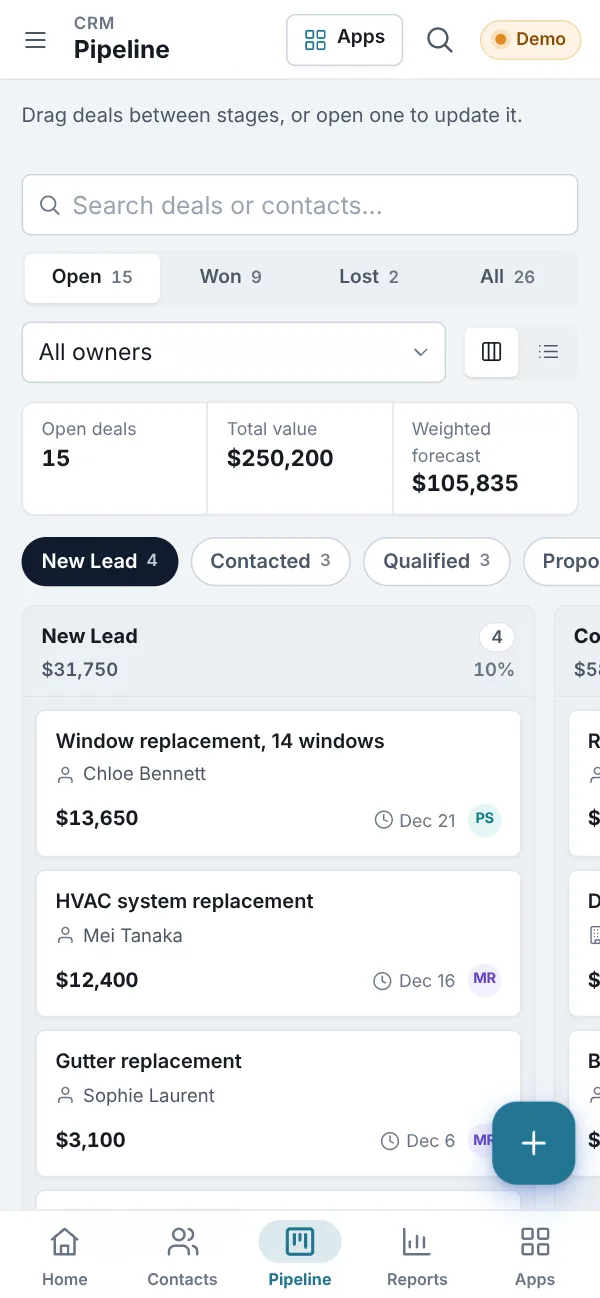 CRM
Pipeline
Apps
Demo
Drag deals between stages, or open one to update it.
Search deals or contacts...
Open 15
Won 9
Lost 2
All 26
All owners
Open deals
15
Total value
$250,200
Weighted
forecast
$105,835
New Lead 4
Contacted 3
Qualified 3
Propo
New Lead
4
$31,750
10%
Co
$5
Window replacement, 14 windows
Chloe Bennett
$13,650
Dec 21
PS
R
$
HVAC system replacement
Mei Tanaka
$12,400
Dec 16
MR
D
$
Gutter replacement
Sophie Laurent
$3,100
Dec 6
MR
B
$
Home
Contacts
Pipeline
Reports
Apps